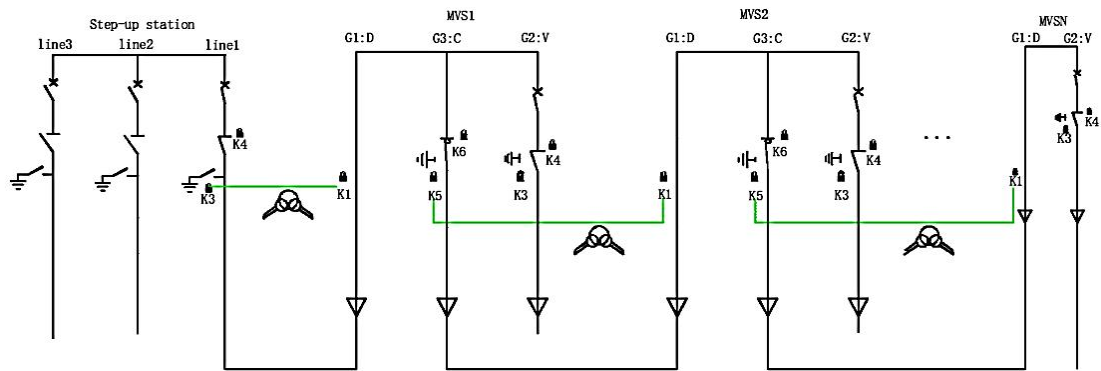 Step-up station
line3 line2 line1
MVS1
G1:D G3:C G2:V
MVS2
G1:D G3:C G2:V
MVSN
G1:D G2:V
K4
K3
K1
K6
K5
K4
K3
K1
K6
K5
K4
K3
...
K1
K4
K3